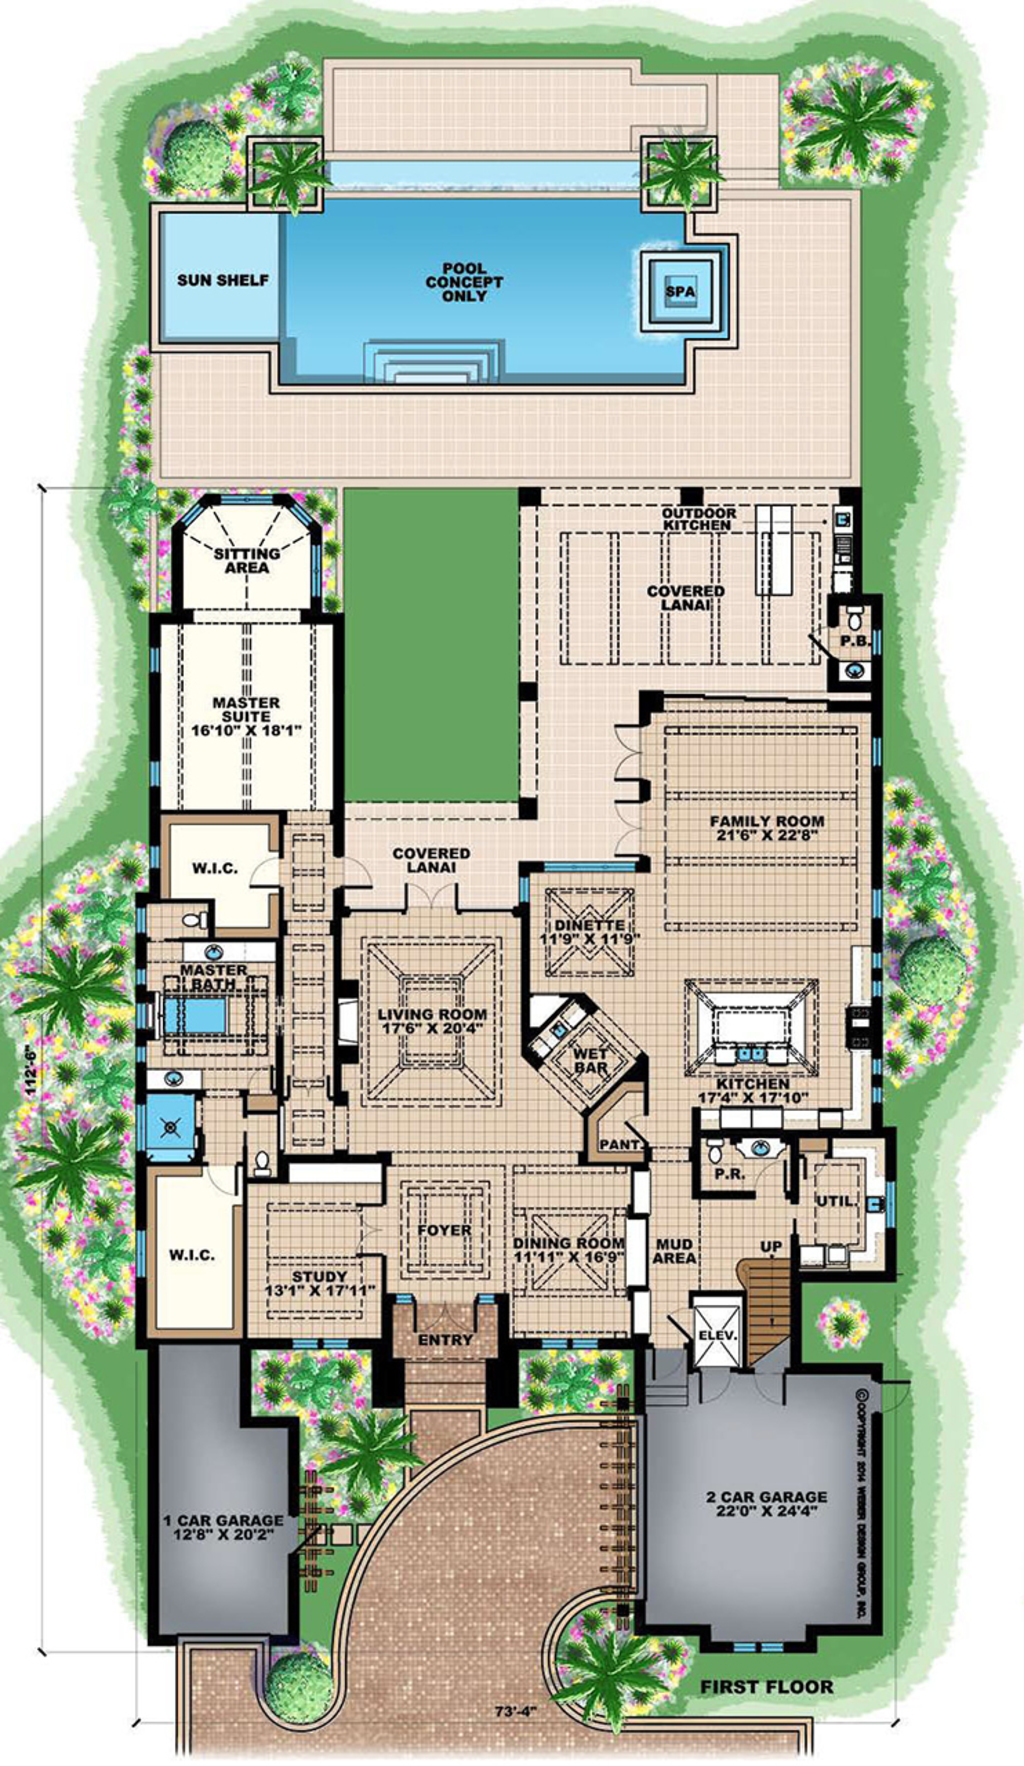 SUN SHELF
POOL
CONCEPT
ONLY
SPA
OUTDOOR
KITCHEN
SITTING
AREA
COVERED
LANAI
P.B.
MASTER
SUITE
16'10" X 18'1"
FAMILY ROOM
21'6" X 22'8"
W.I.C.
COVERED
LANAI
DINETTE
11'9" X 11'9"
MASTER
BATH
LIVING ROOM
17'6" X 20'4"
WET
BAR
112'-6"
KITCHEN
17'4" X 17'10"
PANT.
P.R.
UTIL.
FOYER
W.I.C.
DINING ROOM
11'11" X 16'9"
MUD
AREA
UP
STUDY
13'1" X 17'11"
ENTRY
ELEV.
©COPYRIGHT 2014 WEBER DESIGN GROUP, INC.
2 CAR GARAGE
22'0" X 24'4"
1 CAR GARAGE
12'8" X 20'2"
FIRST FLOOR
73'-4"